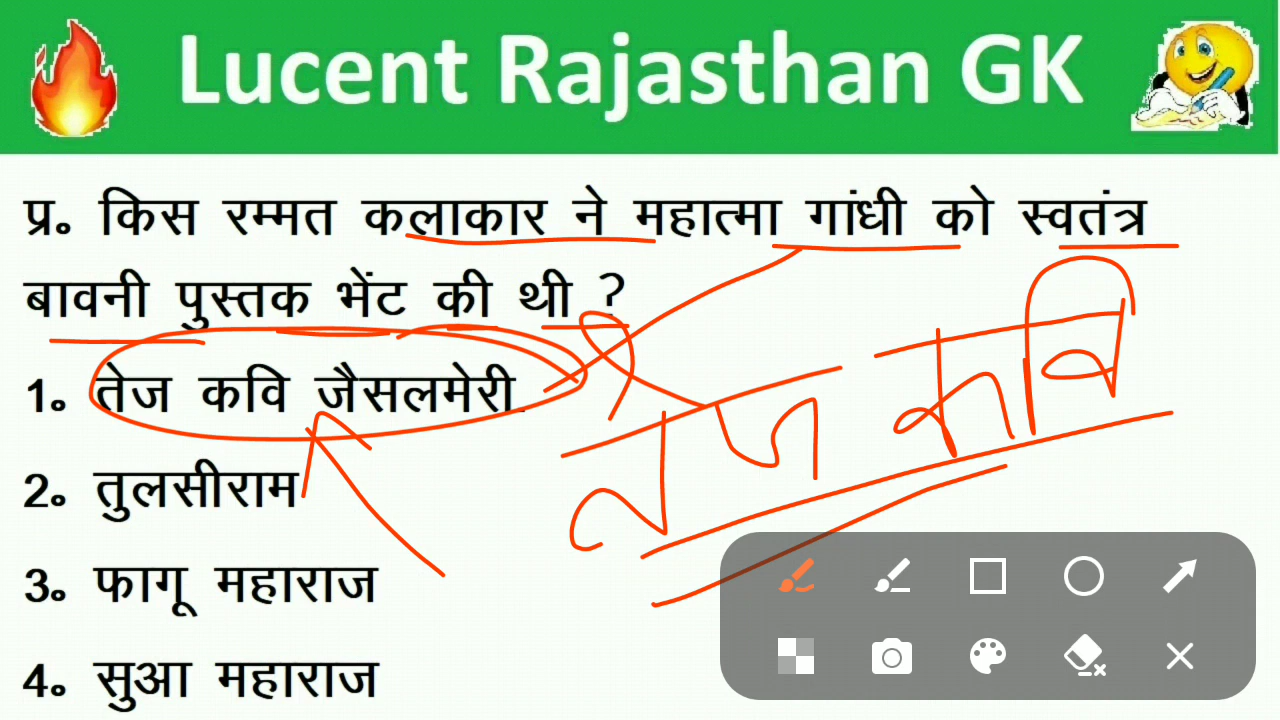 Lucent Rajasthan GK
प्र. किस रम्मत कलाकार ने महात्मा गांधी को स्वतंत्र
बावनी पुस्तक भेंट की थी ?
1. तेज कवि जैसलमेरी
तेज कवि
2. तुलसीराम
3. फागू महाराज
4. सुआ महाराज